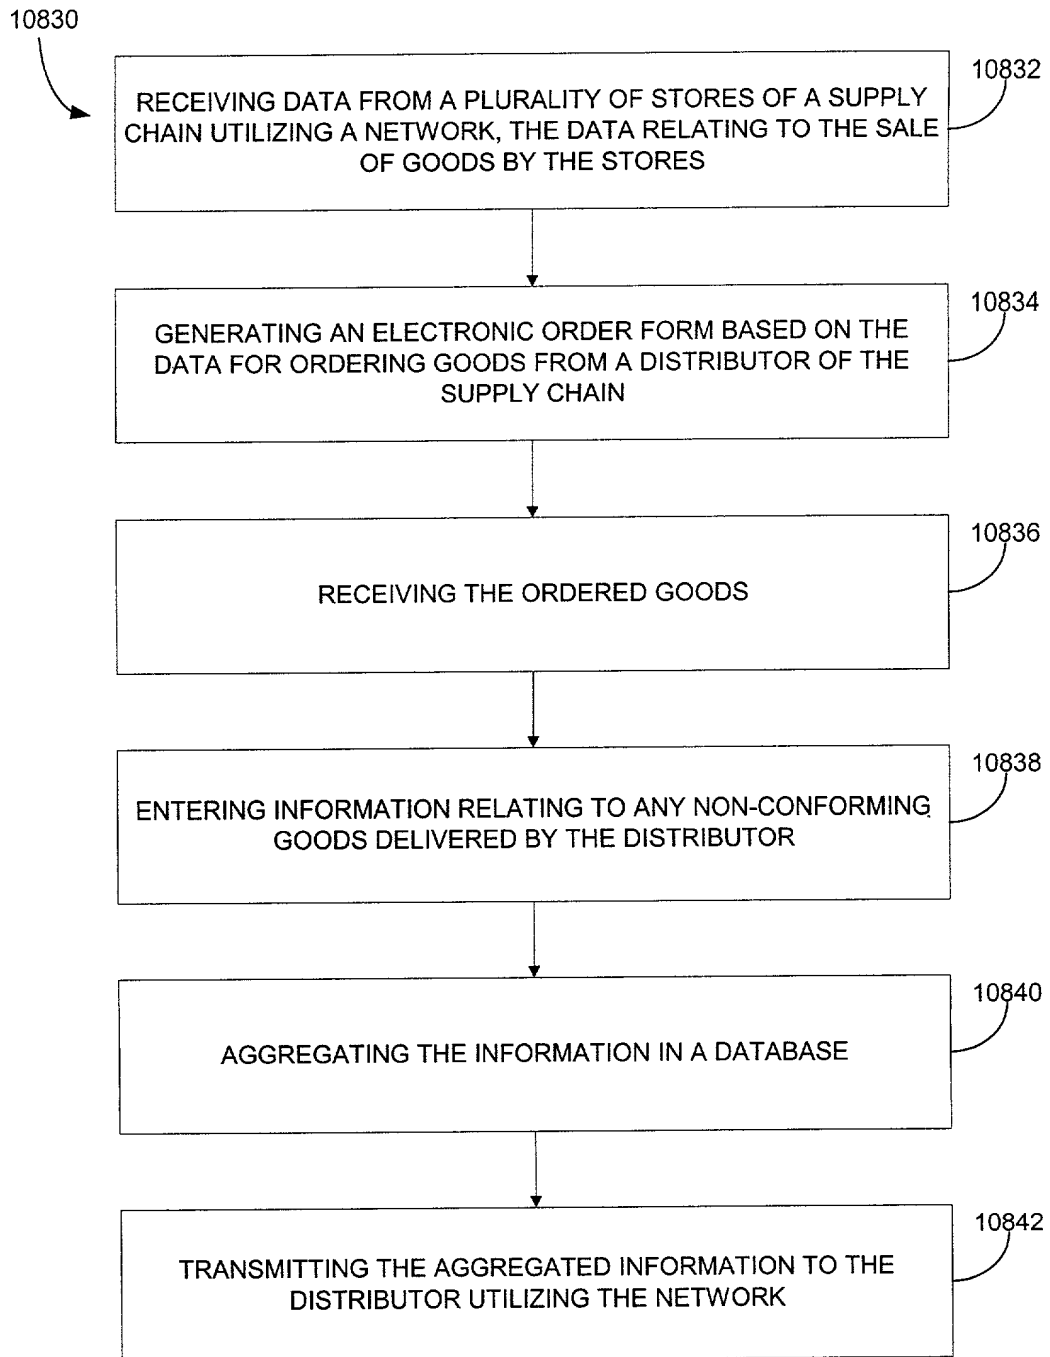 10830
10832
RECEIVING DATA FROM A PLURALITY OF STORES OF A SUPPLY
CHAIN UTILIZING A NETWORK, THE DATA RELATING TO THE SALE
OF GOODS BY THE STORES
10834
GENERATING AN ELECTRONIC ORDER FORM BASED ON THE
DATA FOR ORDERING GOODS FROM A DISTRIBUTOR OF THE
SUPPLY CHAIN
10836
RECEIVING THE ORDERED GOODS
10838
ENTERING INFORMATION RELATING TO ANY NON-CONFORMING
GOODS DELIVERED BY THE DISTRIBUTOR
10840
AGGREGATING THE INFORMATION IN A DATABASE
10842
TRANSMITTING THE AGGREGATED INFORMATION TO THE
DISTRIBUTOR UTILIZING THE NETWORK